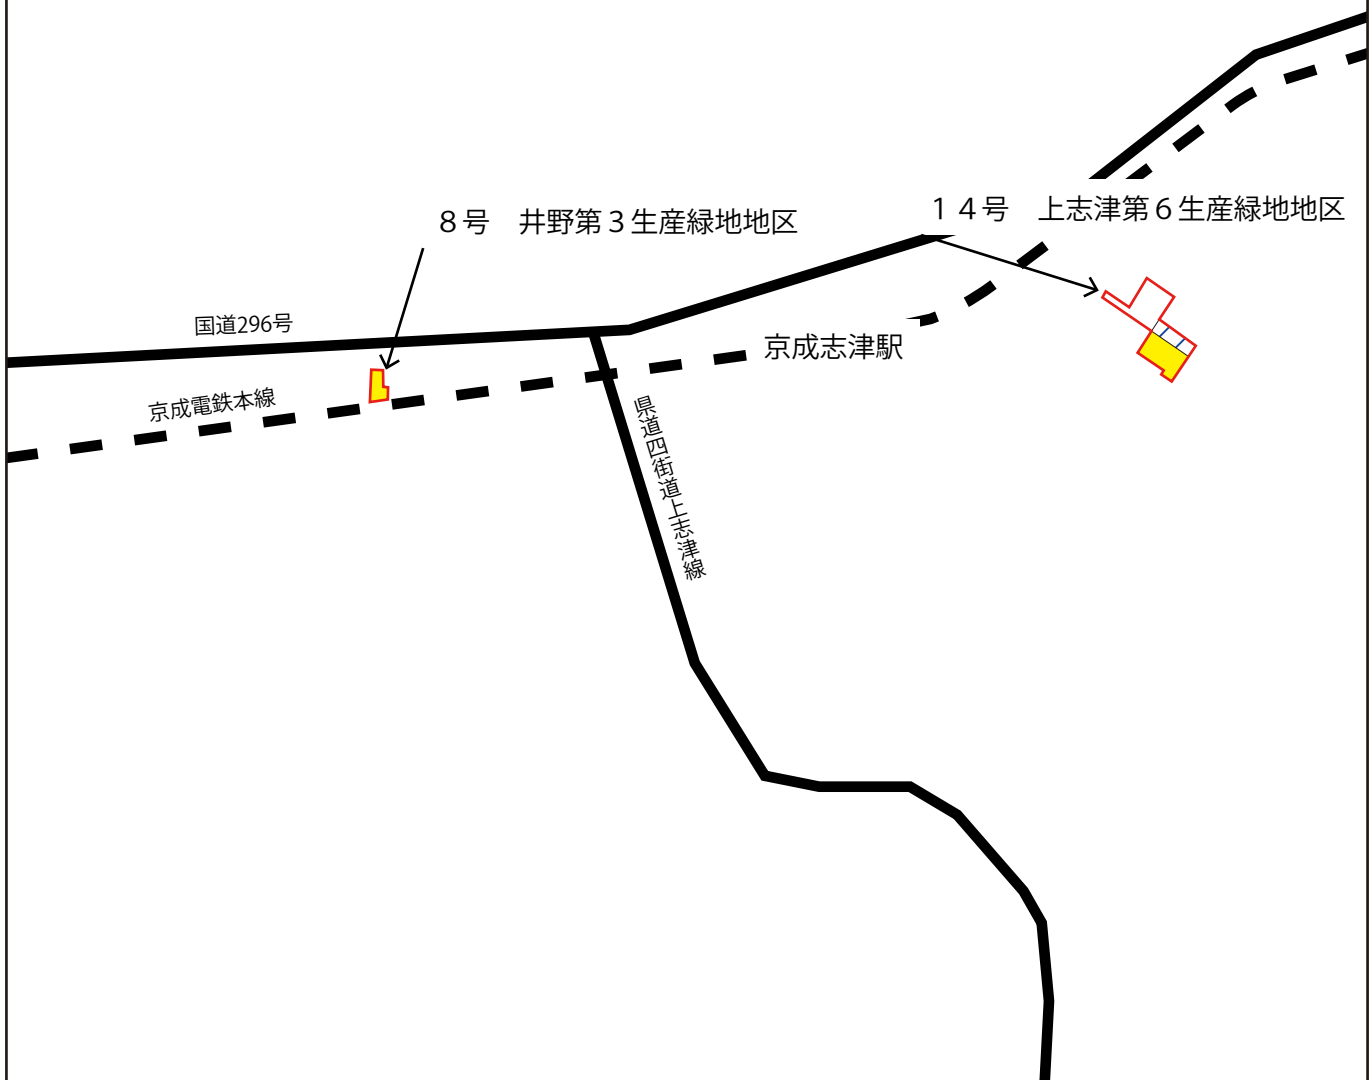 １４号　上志津第６生産緑地地区
８号　井野第３生産緑地地区
国道296号
京成志津駅
京成電鉄本線
県道四街道上志津線